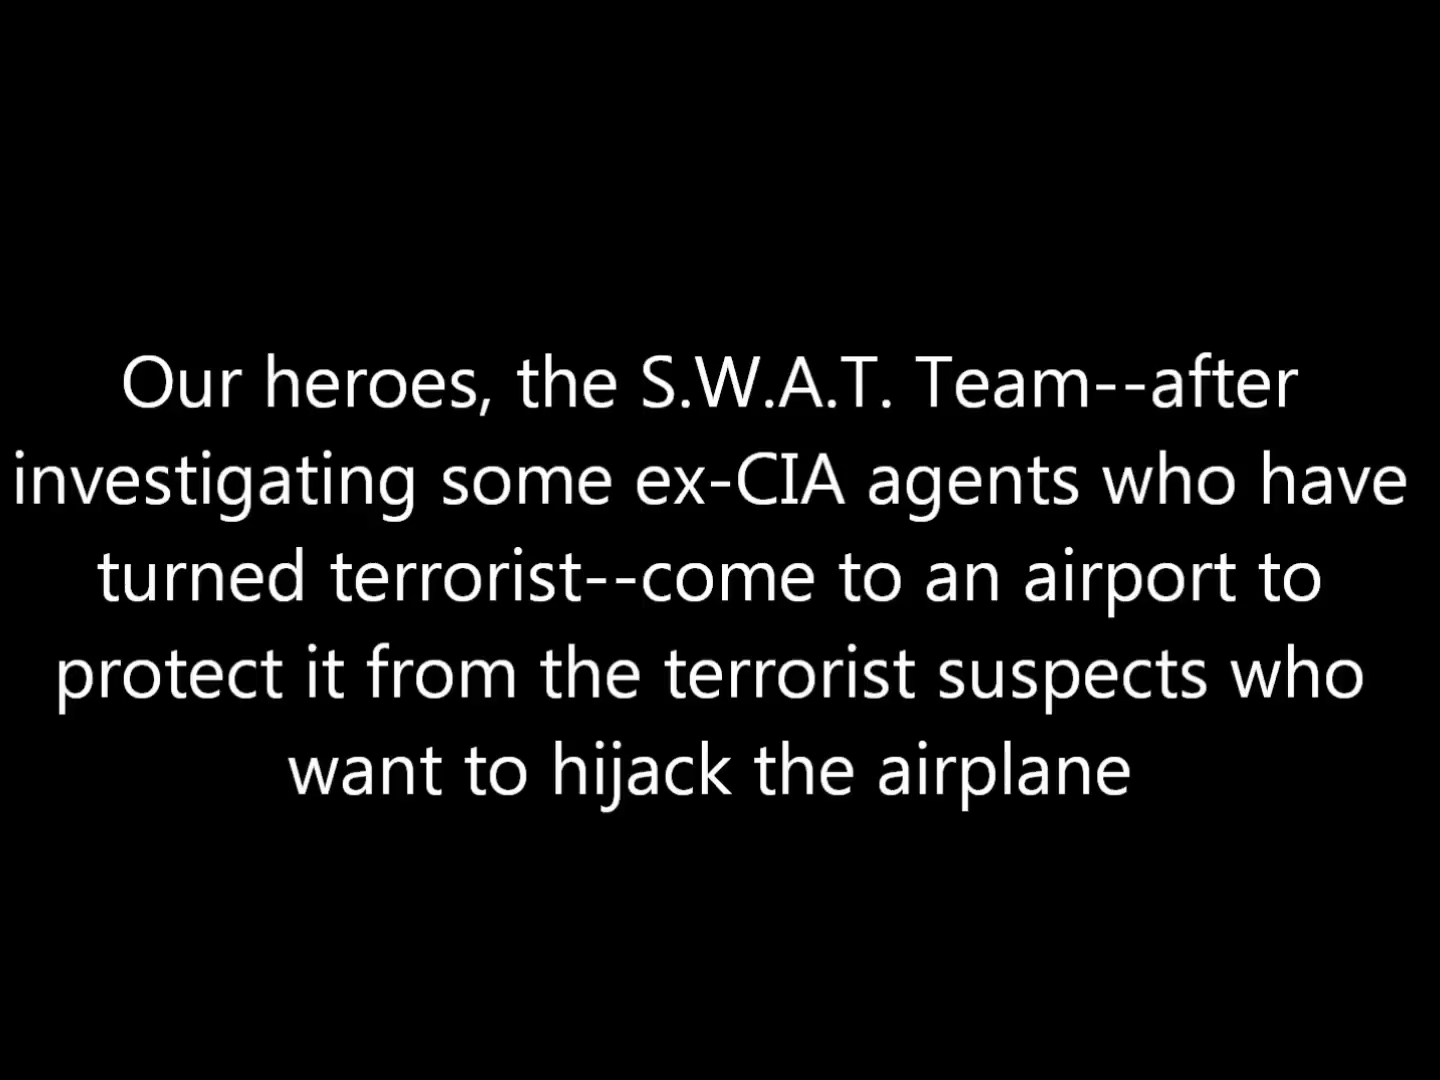 Our heroes, the S.W.A.T. Team--after
investigating some ex-CIA agents who have
turned terrorist--come to an airport to
protect it from the terrorist suspects who
want to hijack the airplane